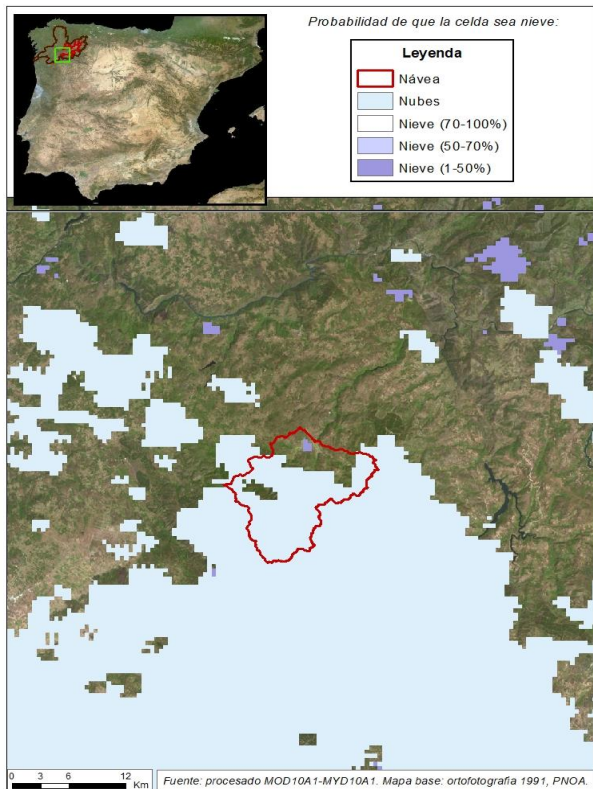 Probabilidad de que la celda sea nieve:
Leyenda
Návea
Nubes
Nieve (70-100%)
Nieve (50-70%)
Nieve (1-50%)
0 3 6 12
Km
Fuente: procesado MOD10A1-MYD10A1. Mapa base: ortofotografia 1991, PNOA.